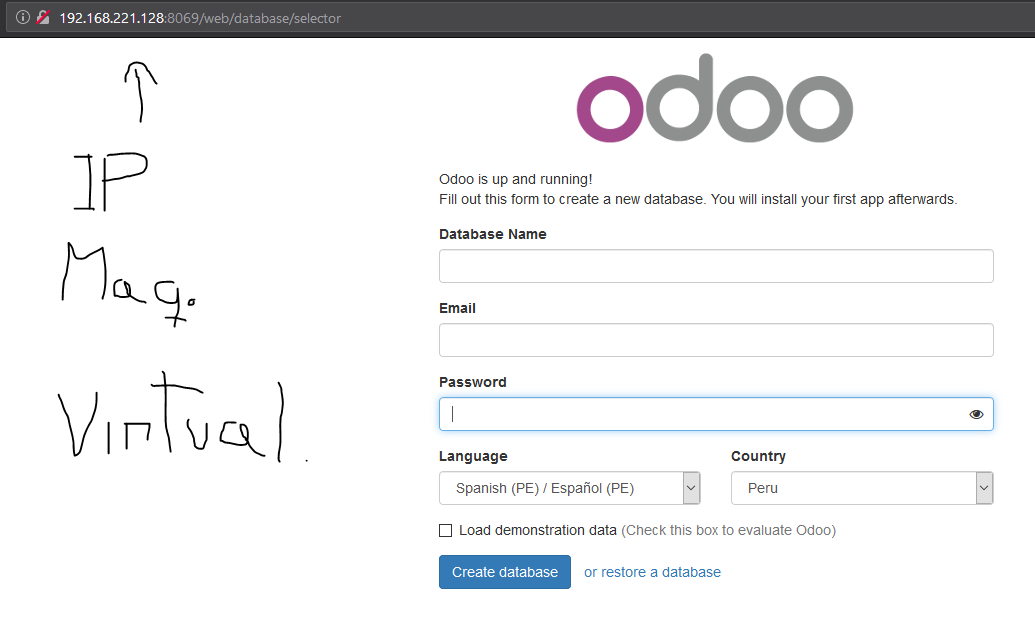 192.168.221.128:8069/web/database/selector
odoo
IP
Maq.
Virtual.
Odoo is up and running!
Fill out this form to create a new database. You will install your first app afterwards.
Database Name
Email
Password
Language Country
Spanish (PE) / Español (PE) Peru
Load demonstration data (Check this box to evaluate Odoo)
Create database or restore a database